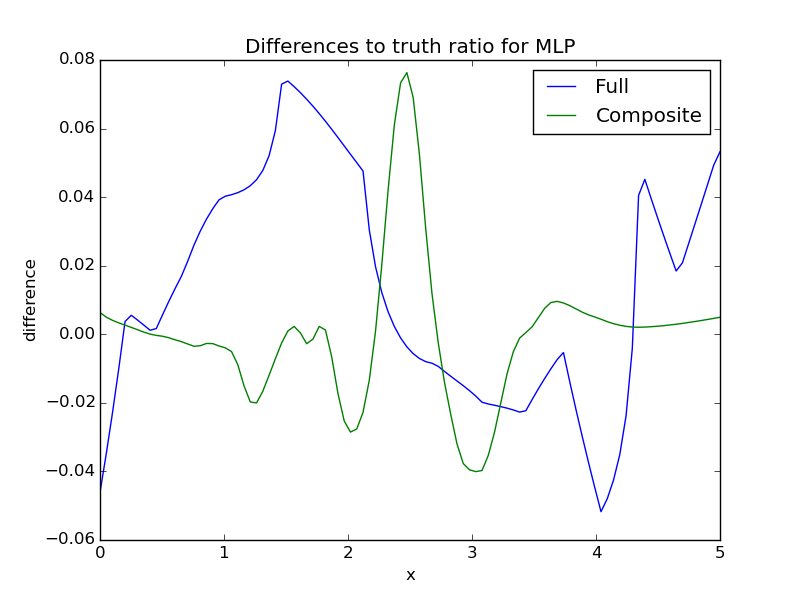 Differences to truth ratio for MLP
0.08
0.06
0.04
0.02
0.00
−0.02
−0.04
−0.06
difference
0 1 2 3 4 5
x
Full
Composite